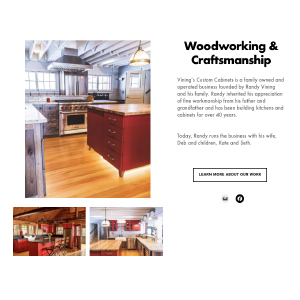 Woodworking &
Craftsmanship
Vining's Custom Cabinets is a family owned and
operated business founded by Randy Vining
and his family. Randy inherited his appreciation
of fine workmanship from his father and
grandfather and has been building kitchens and
cabinets for over 40 years.
Today, Randy runs the business with his wife,
Deb and children, Kate and Seth.
LEARN MORE ABOUT OUR WORK